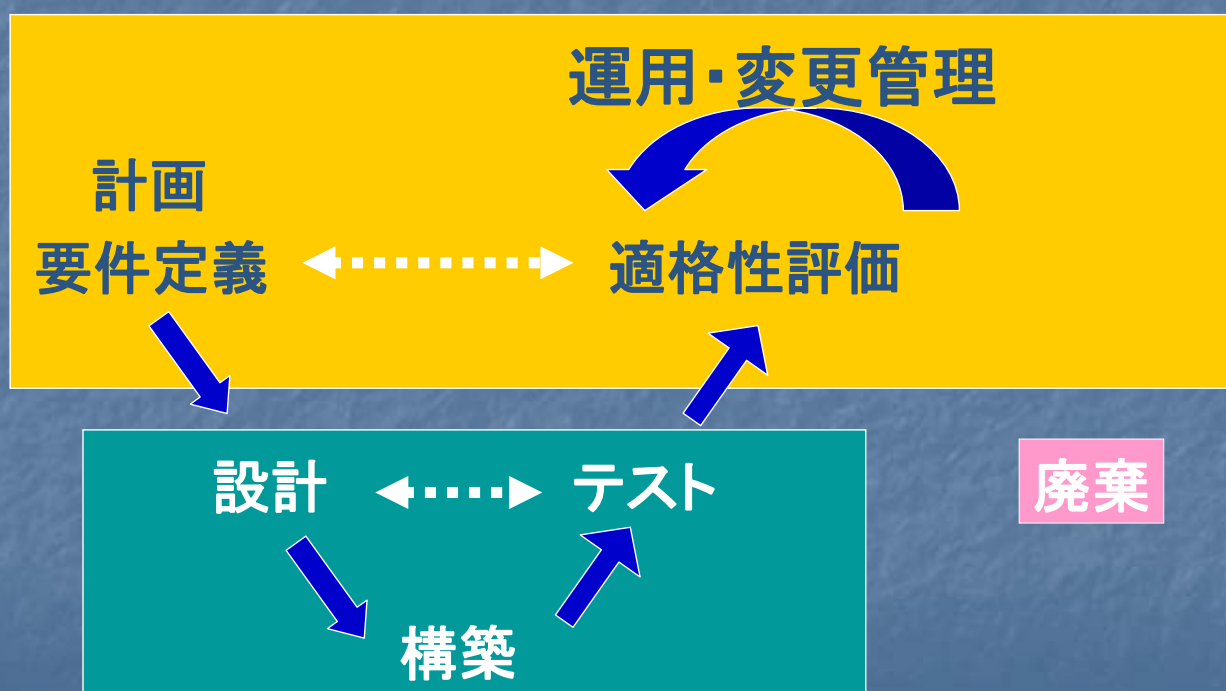 運用・変更管理
計画
要件定義
適格性評価
設計
テスト
廃棄
構築